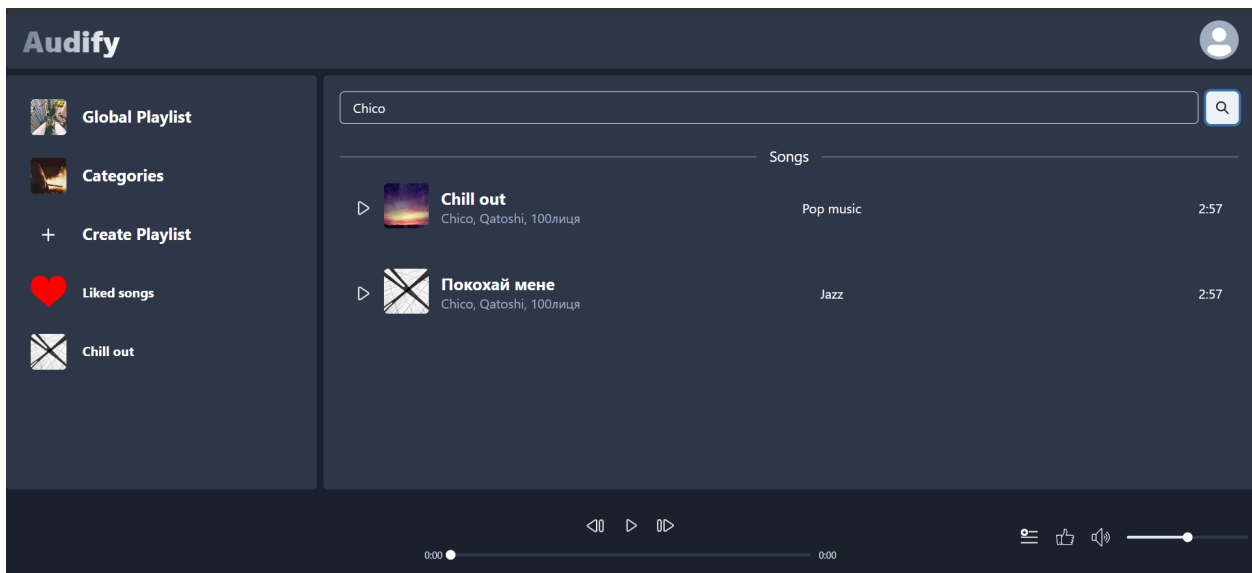 Audify
Global Playlist
Categories
Create Playlist
Liked songs
Chill out
Chico
Songs
Chill out
Chico, Qatoshi, 100лиця
Pop music
2:57
Покохай мене
Chico, Qatoshi, 100лиця
Jazz
2:57
0:00
0:00